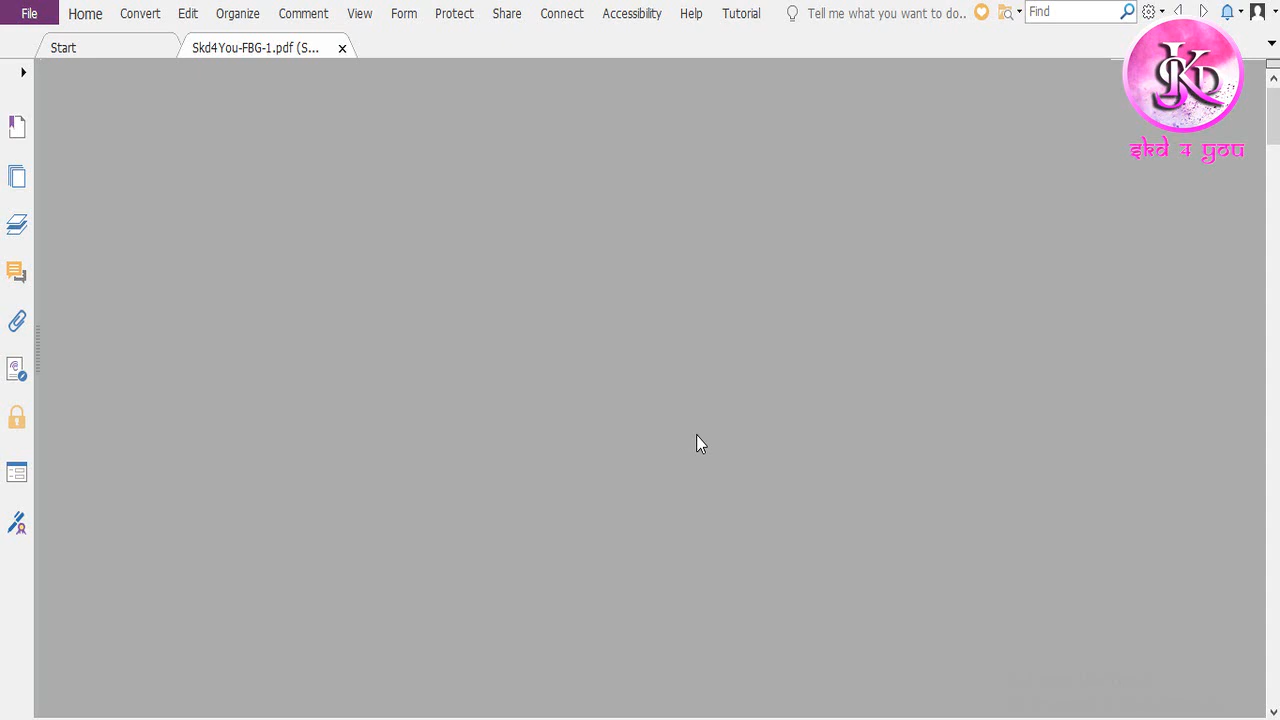 File Home Convert Edit Organize Comment View Form Protect Share Connect Accessibility Help Tutorial Tell me what you want to do.. Find
Start Skd4You-FBG-1.pdf (S...
SKD
skd 4 you